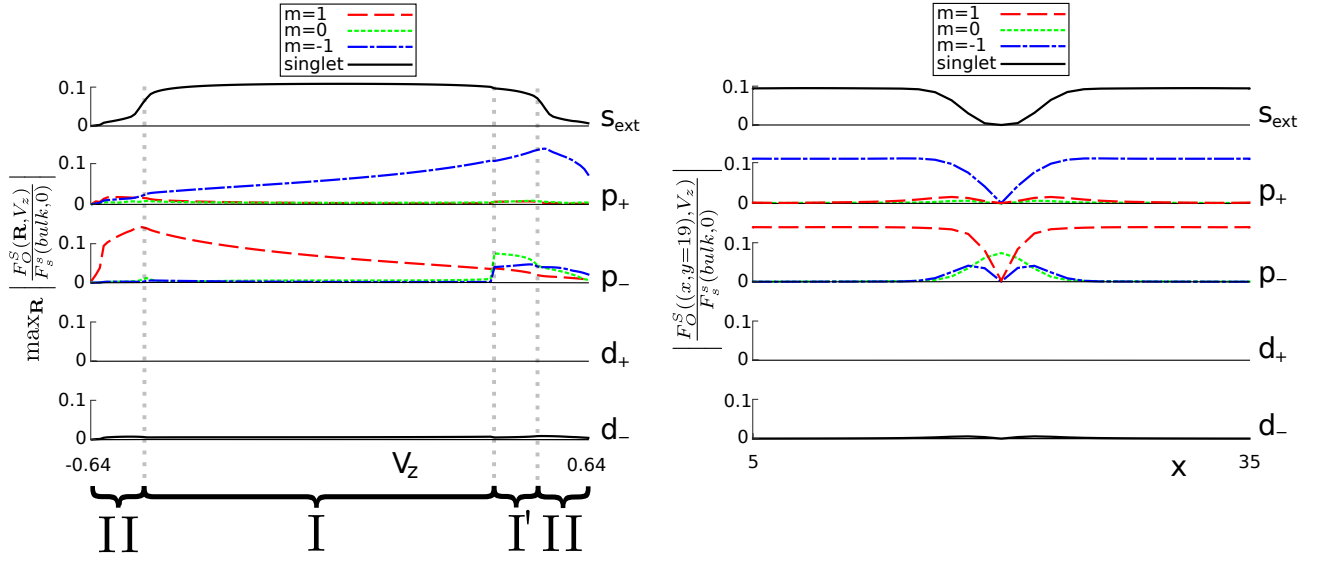 m=1
m=0
m=-1
singlet
0.1
0
s_ext
0.1
0
p_+
0.1
0
p_−
0.1
0
d_+
0.1
0
d_−
max_R | F_O^S(R,V_z) / F_s^s(bulk,0) |
-0.64
V_z
0.64
II
I
I'
II
m=1
m=0
m=-1
singlet
0.1
0
s_ext
0.1
0
p_+
0.1
0
p_−
0.1
0
d_+
0.1
0
d_−
| F_O^S((x,y=19),V_z) / F_s^s(bulk,0) |
5
x
35